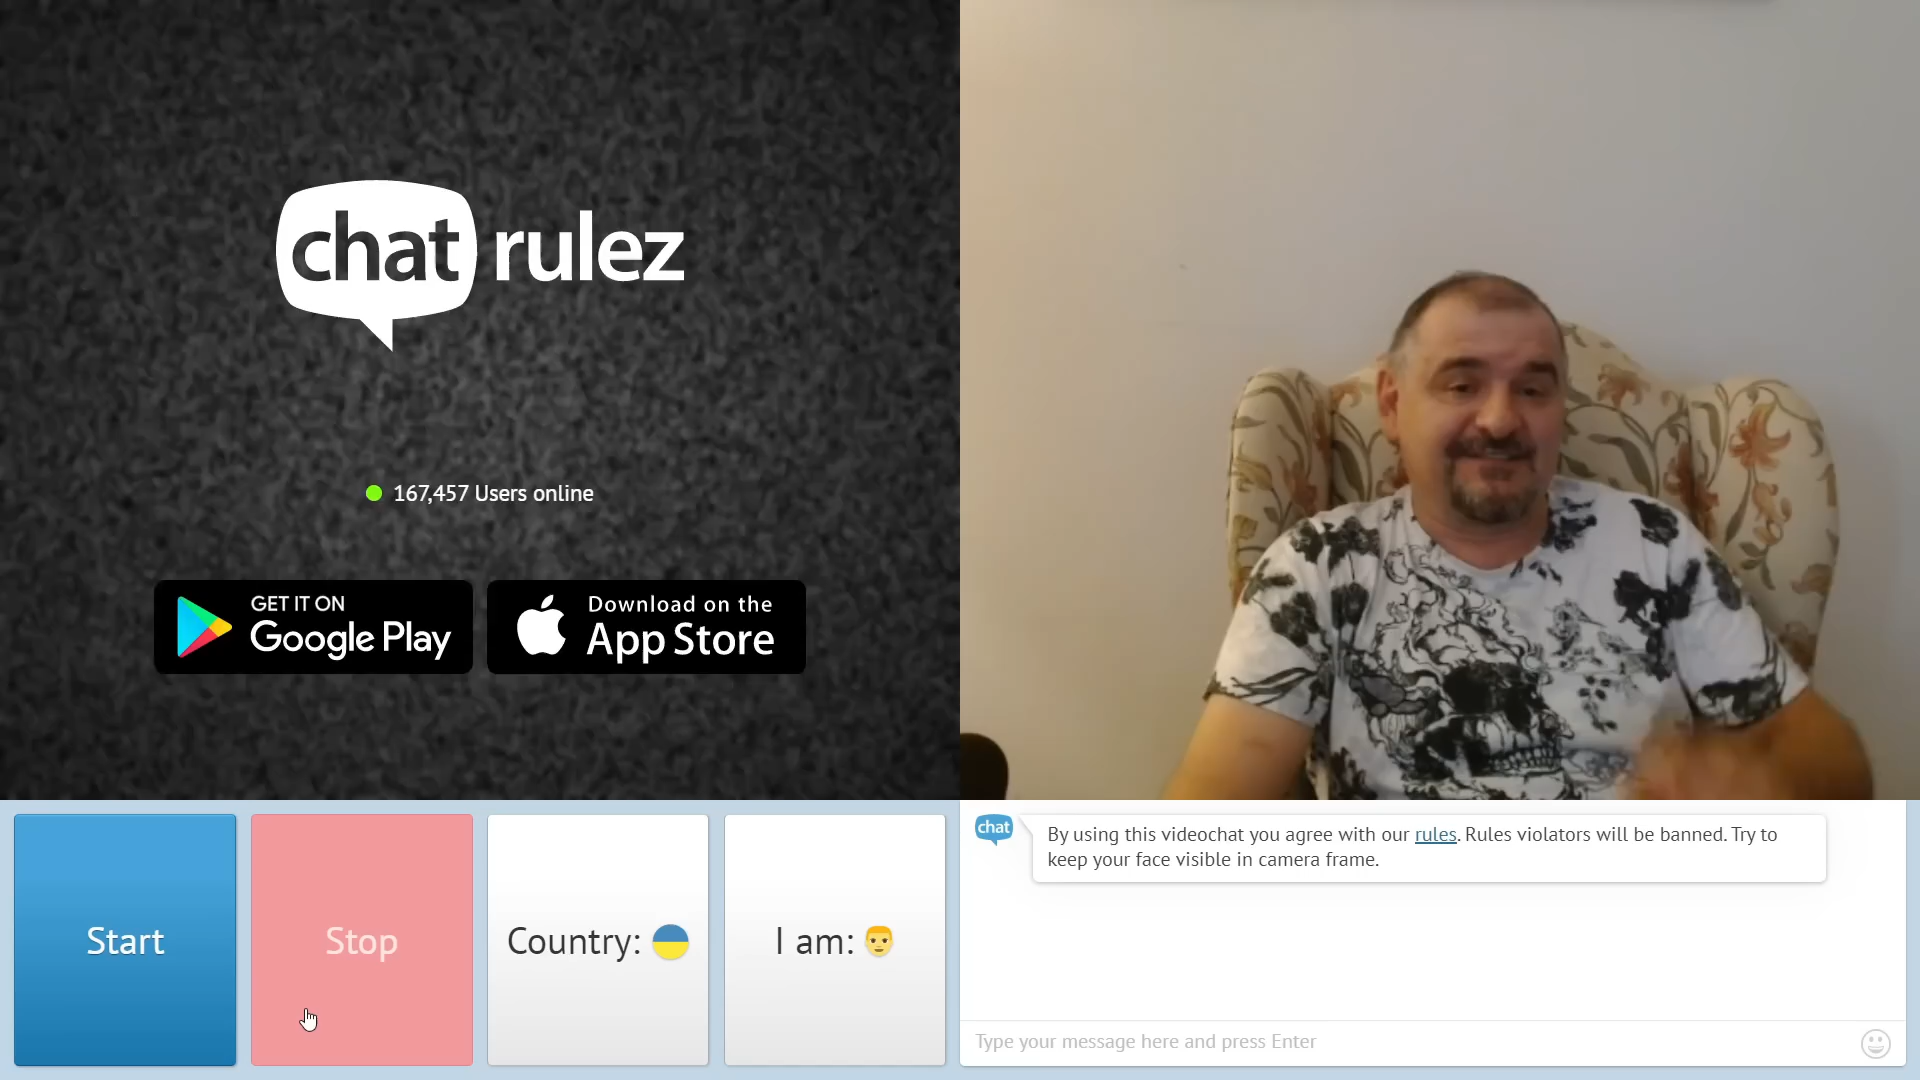 chat rulez
167,457 Users online
GET IT ON
Google Play
Download on the
App Store
Start
Stop
Country:
I am:
chat
By using this videochat you agree with our rules. Rules violators will be banned. Try to
keep your face visible in camera frame.
Type your message here and press Enter